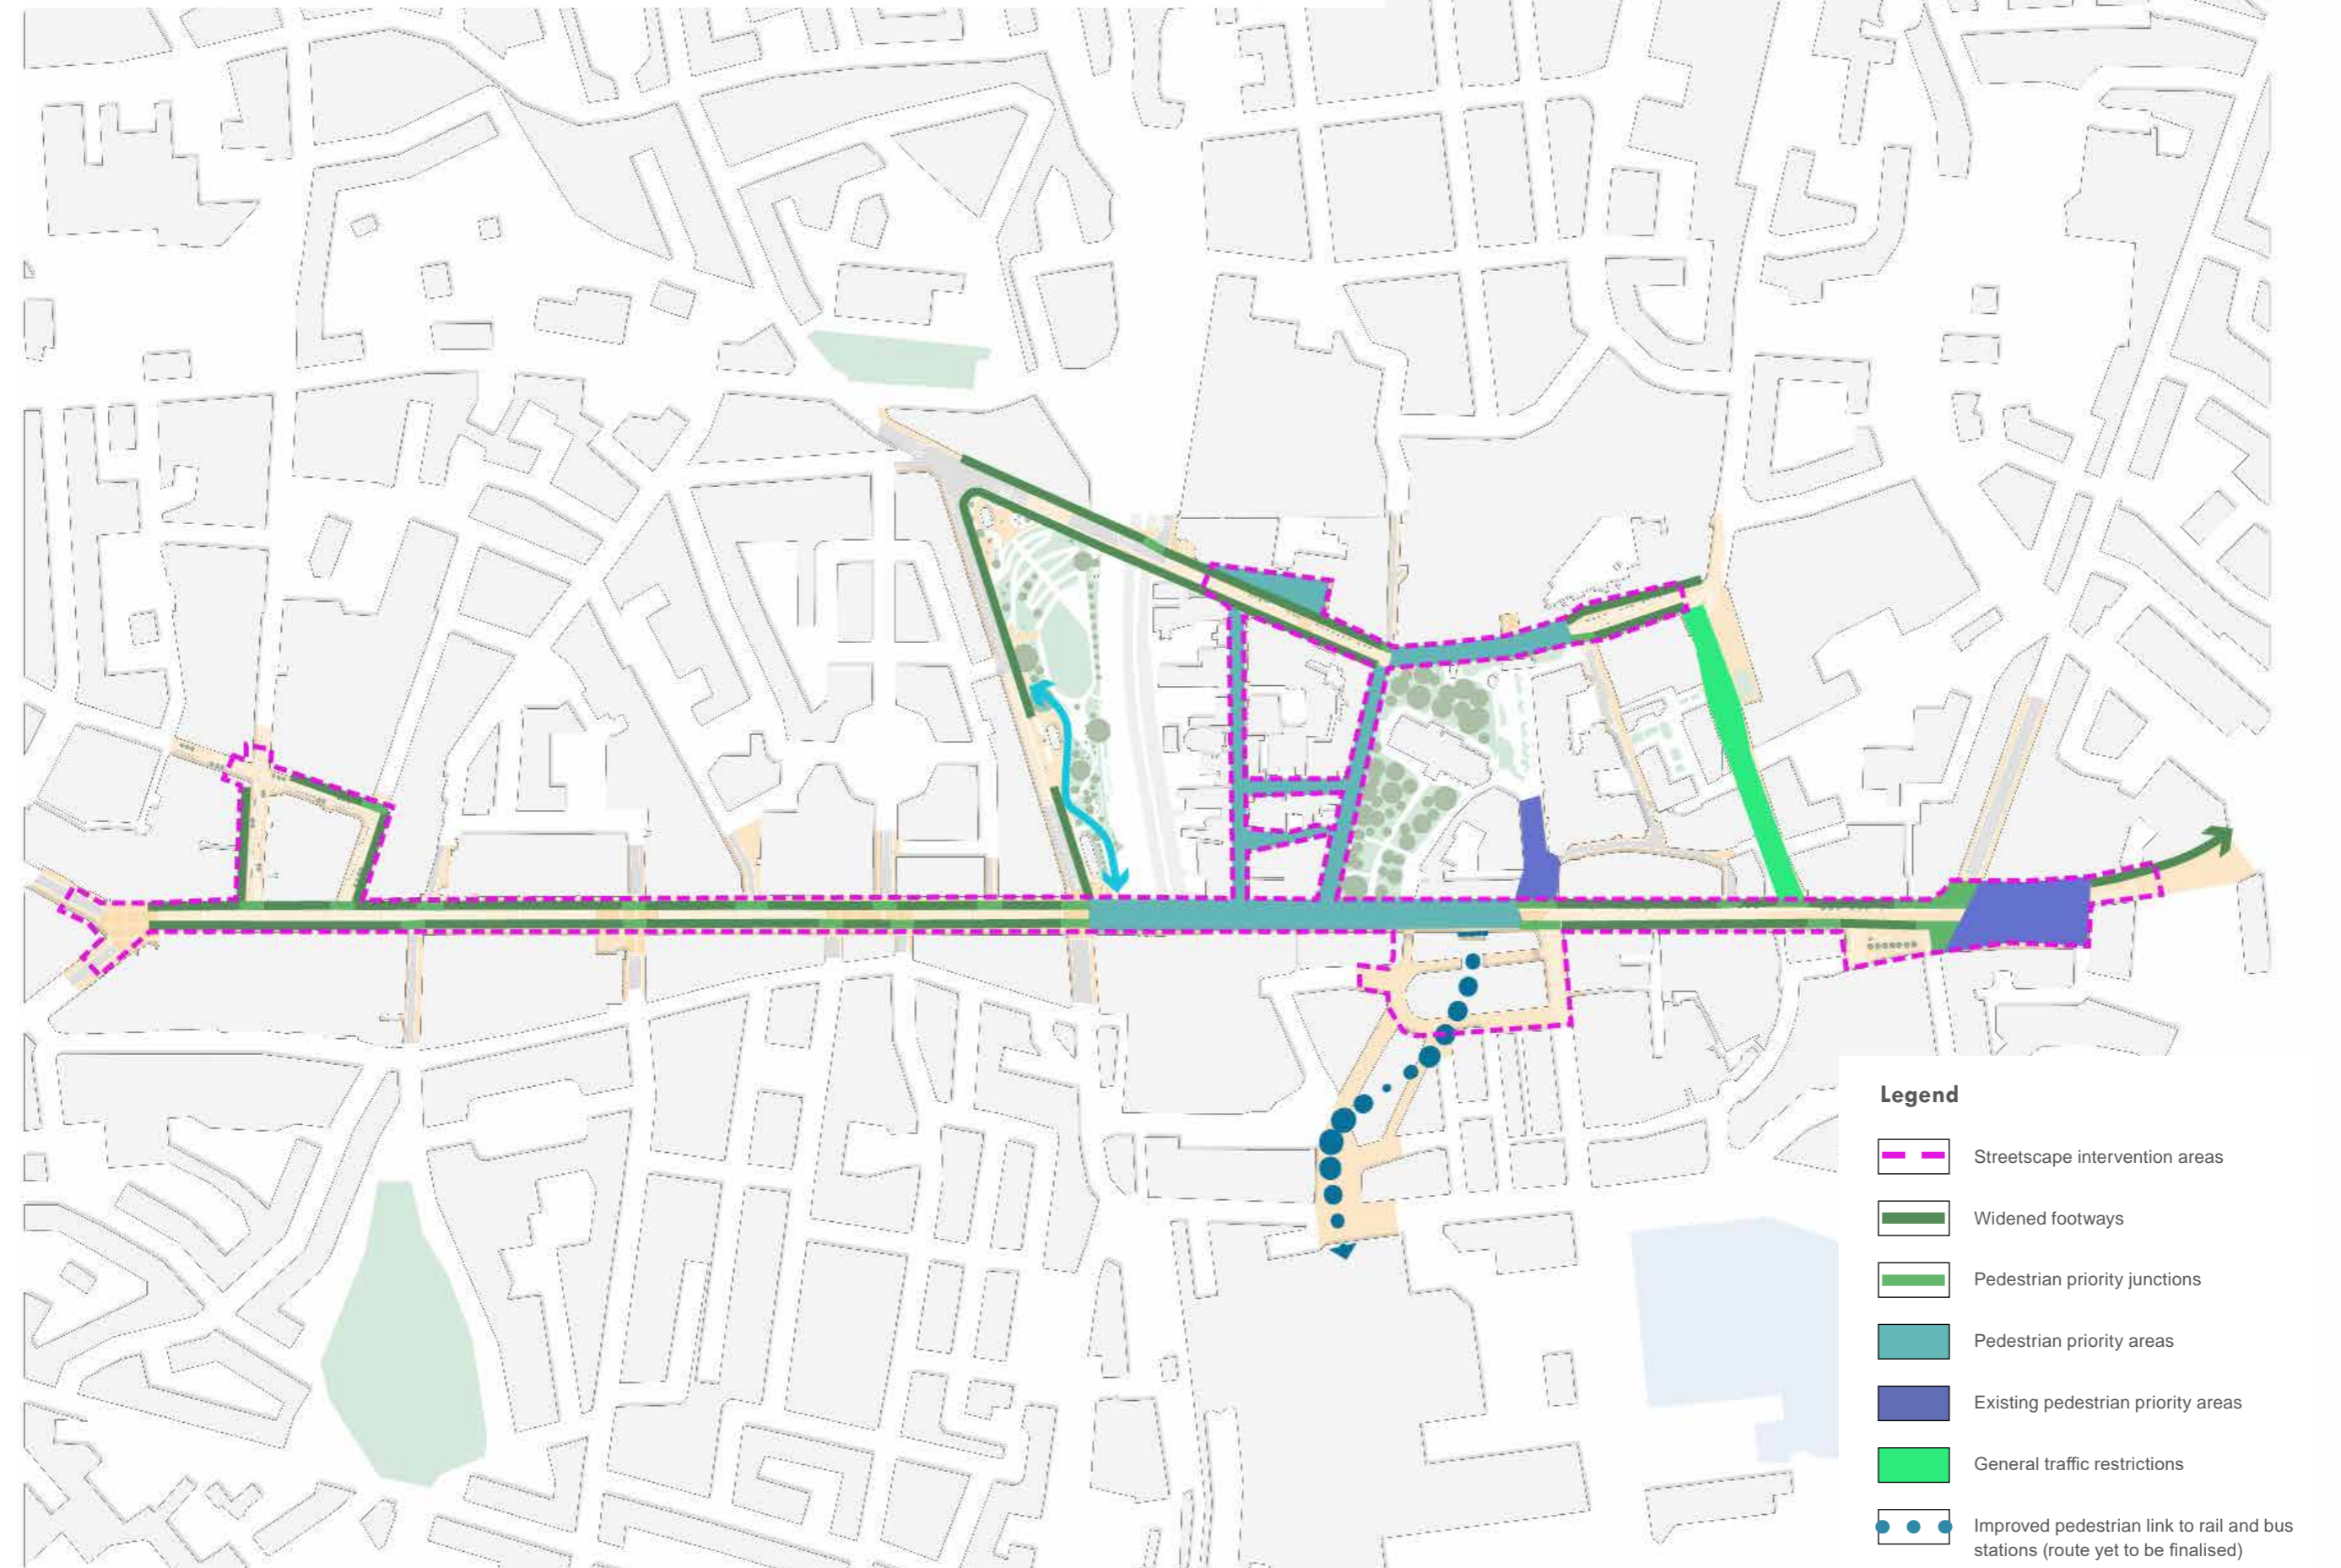 Legend
Streetscape intervention areas
Widened footways
Pedestrian priority junctions
Pedestrian priority areas
Existing pedestrian priority areas
General traffic restrictions
Improved pedestrian link to rail and bus
stations (route yet to be finalised)